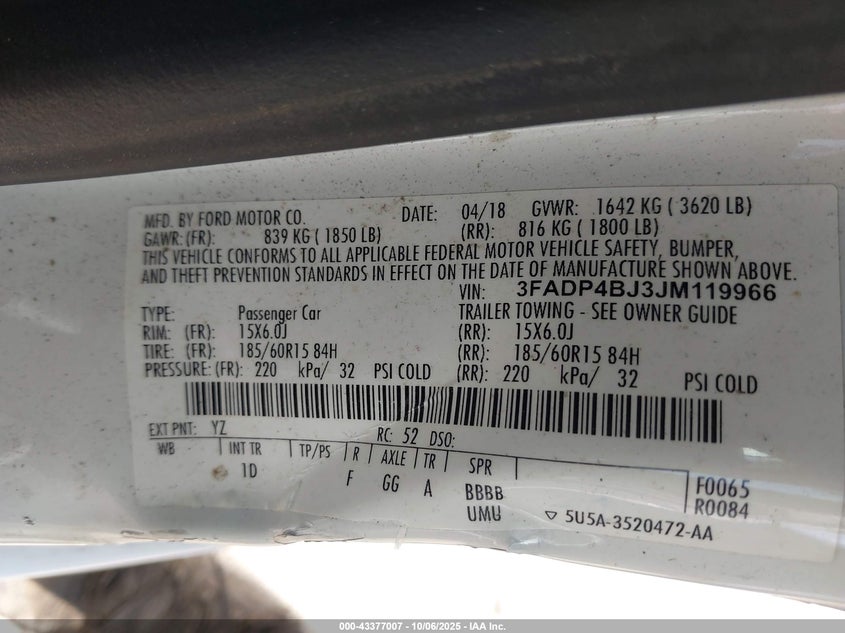 MFD. BY FORD MOTOR CO. DATE: 04/18 GVWR: 1642 KG ( 3620 LB)
GAWR: (FR): 839 KG ( 1850 LB) (RR): 816 KG ( 1800 LB)
THIS VEHICLE CONFORMS TO ALL APPLICABLE FEDERAL MOTOR VEHICLE SAFETY, BUMPER,
AND THEFT PREVENTION STANDARDS IN EFFECT ON THE DATE OF MANUFACTURE SHOWN ABOVE.
VIN: 3FADP4BJ3JM119966
TYPE: Passenger Car TRAILER TOWING - SEE OWNER GUIDE
RIM: (FR): 15X6.0J (RR): 15X6.0J
TIRE: (FR): 185/60R15 84H (RR): 185/60R15 84H
PRESSURE: (FR): 220 kPa/ 32 PSI COLD (RR): 220 kPa/ 32 PSI COLD
EXT PNT: YZ RC: 52 DSO:
WB INT TR TP/PS R AXLE TR SPR
1D F GG A BBBB F0065
UMU R0084
▽ 5U5A-3520472-AA
000-43377007 - 10/06/2025 - IAA Inc.